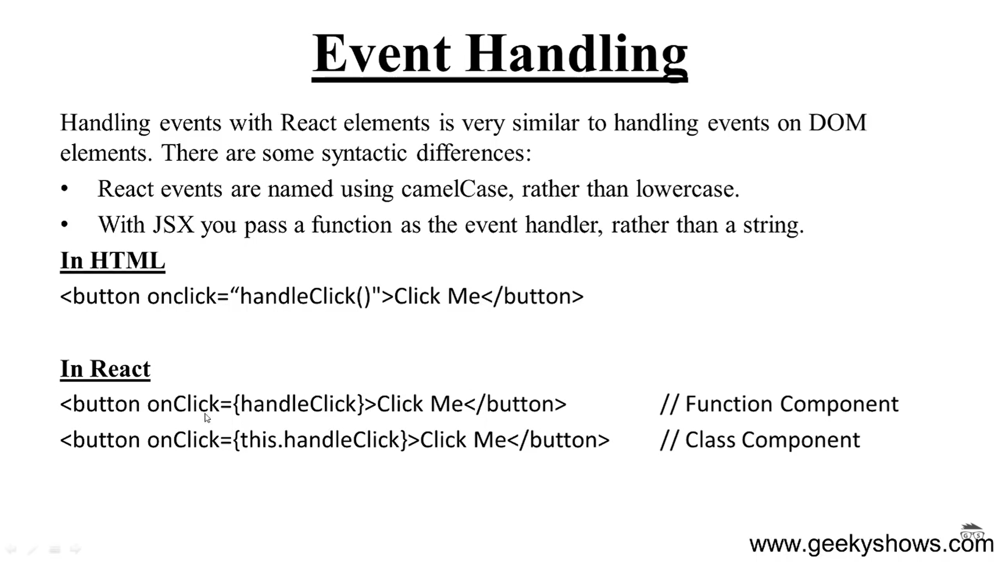 Event Handling
Handling events with React elements is very similar to handling events on DOM
elements. There are some syntactic differences:
• React events are named using camelCase, rather than lowercase.
• With JSX you pass a function as the event handler, rather than a string.
In HTML
<button onclick=“handleClick()">Click Me</button>
In React
<button onClick={handleClick}>Click Me</button> // Function Component
<button onClick={this.handleClick}>Click Me</button> // Class Component
G S
www.geekyshows.com